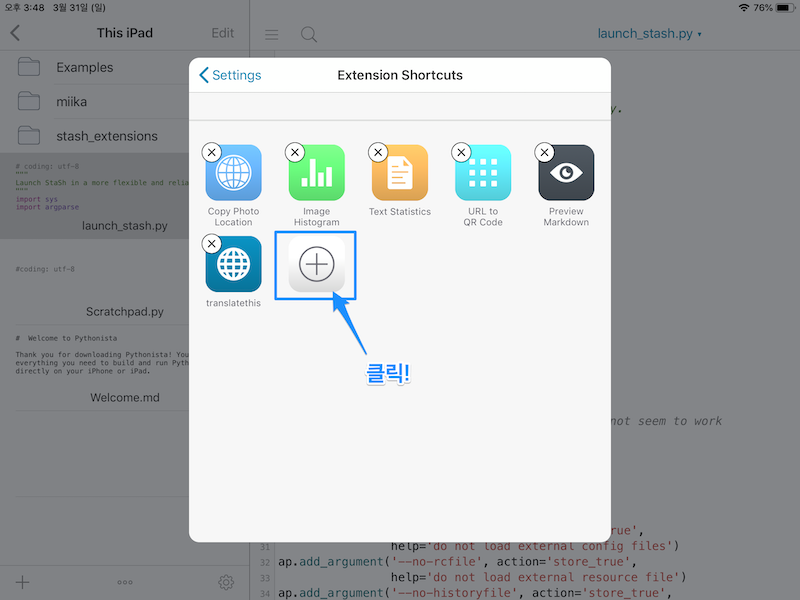 오후 3:48 3월 31일 (일)
76%
This iPad
Edit
launch_stash.py
Examples
miika
stash_extensions
# coding: utf-8
"""
Launch StaSh in a more flexible and relia
"""
import sys
import argparse
launch_stash.py
#coding: utf-8
Scratchpad.py
# Welcome to Pythonista
Thank you for downloading Pythonista! You
everything you need to build and run Pyth
directly on your iPhone or iPad.
Welcome.md
Settings
Extension Shortcuts
Copy Photo
Location
Image
Histogram
Text Statistics
URL to
QR Code
Preview
Markdown
translatethis
클릭!
y.
not seem to work
rue',
31 help='do not load external config files')
32 ap.add_argument('--no-rcfile', action='store_true',
33 help='do not load external resource file')
34 ap.add_argument('--no-historyfile', action='store_true',